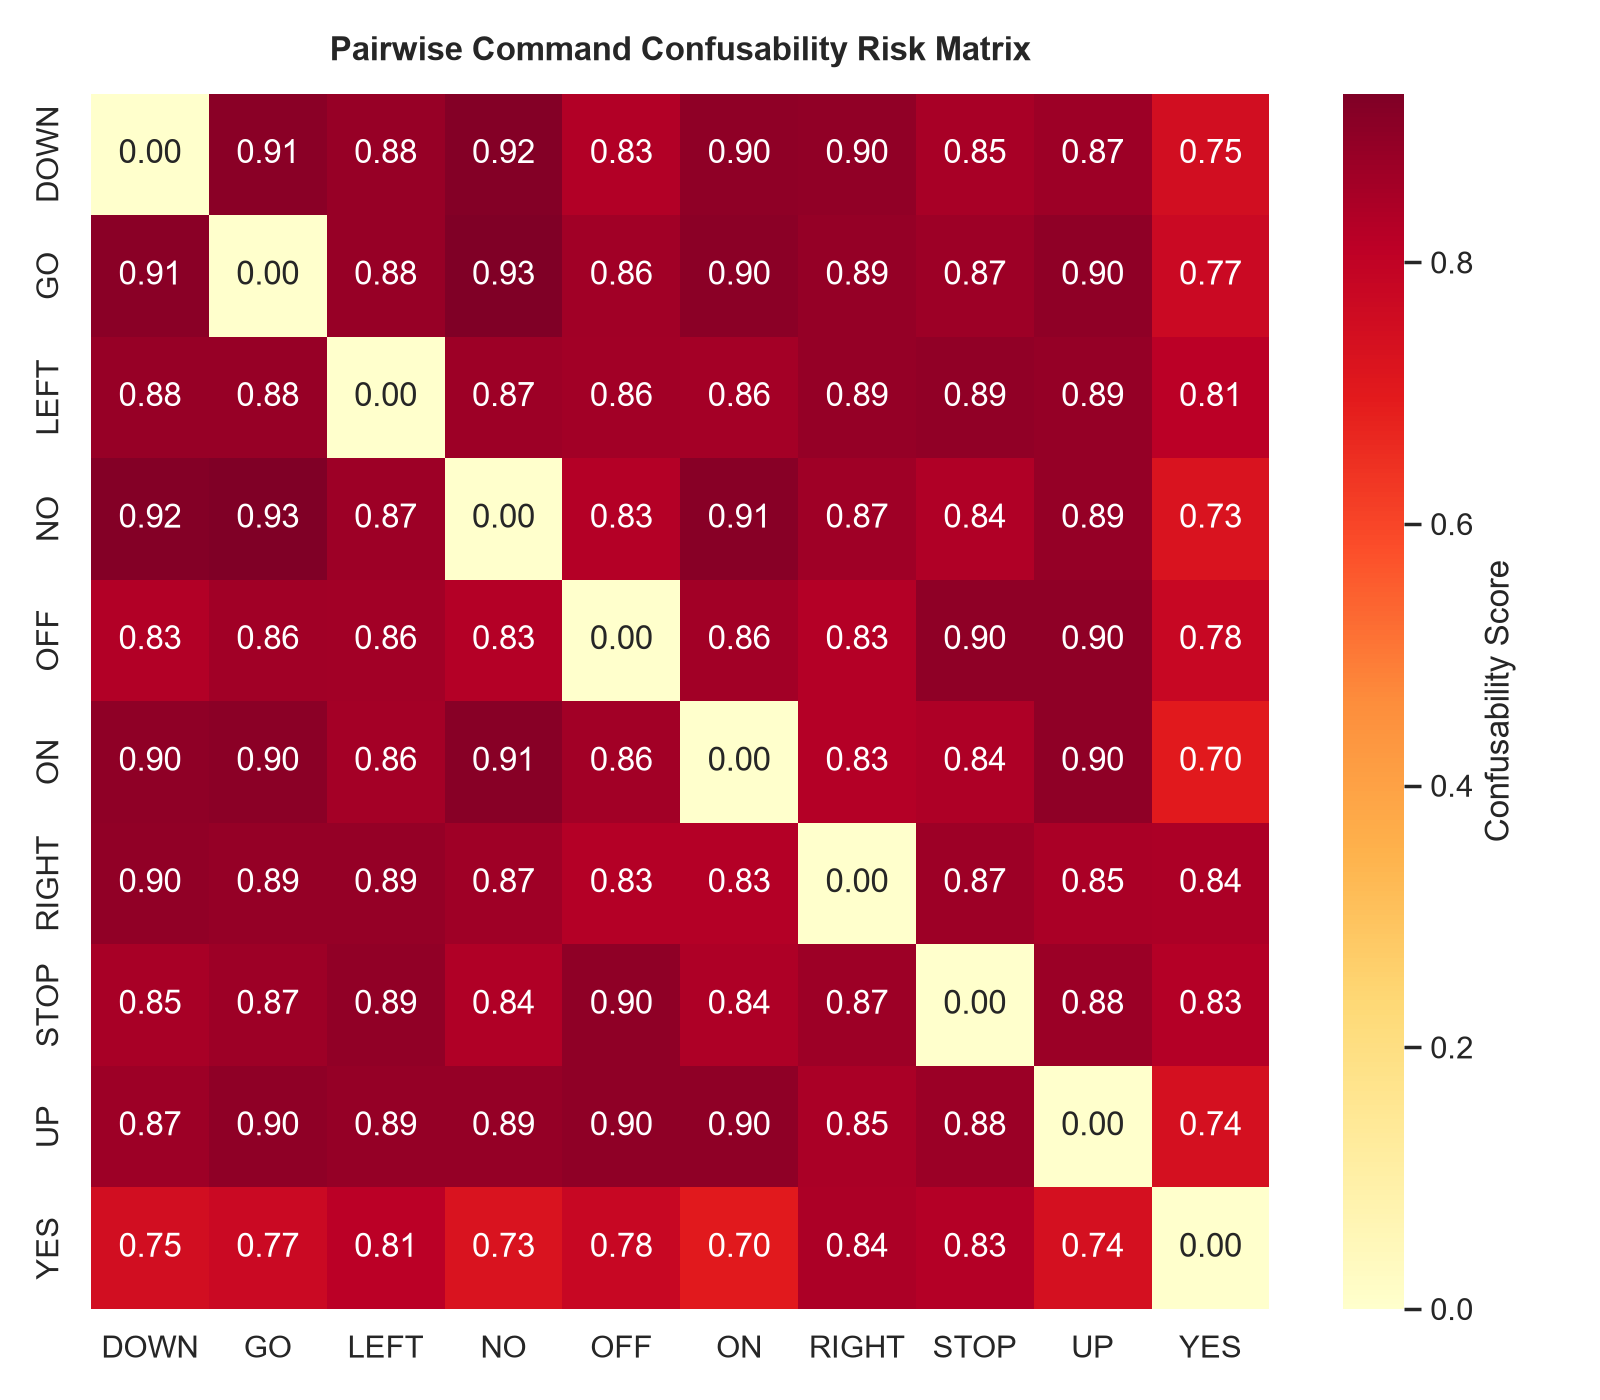 Pairwise Command Confusability Risk Matrix
DOWN 0.00 0.91 0.88 0.92 0.83 0.90 0.90 0.85 0.87 0.75
GO 0.91 0.00 0.88 0.93 0.86 0.90 0.89 0.87 0.90 0.77
LEFT 0.88 0.88 0.00 0.87 0.86 0.86 0.89 0.89 0.89 0.81
NO 0.92 0.93 0.87 0.00 0.83 0.91 0.87 0.84 0.89 0.73
OFF 0.83 0.86 0.86 0.83 0.00 0.86 0.83 0.90 0.90 0.78
ON 0.90 0.90 0.86 0.91 0.86 0.00 0.83 0.84 0.90 0.70
RIGHT 0.90 0.89 0.89 0.87 0.83 0.83 0.00 0.87 0.85 0.84
STOP 0.85 0.87 0.89 0.84 0.90 0.84 0.87 0.00 0.88 0.83
UP 0.87 0.90 0.89 0.89 0.90 0.90 0.85 0.88 0.00 0.74
YES 0.75 0.77 0.81 0.73 0.78 0.70 0.84 0.83 0.74 0.00
DOWN GO LEFT NO OFF ON RIGHT STOP UP YES
0.8
0.6
0.4
0.2
0.0
Confusability Score